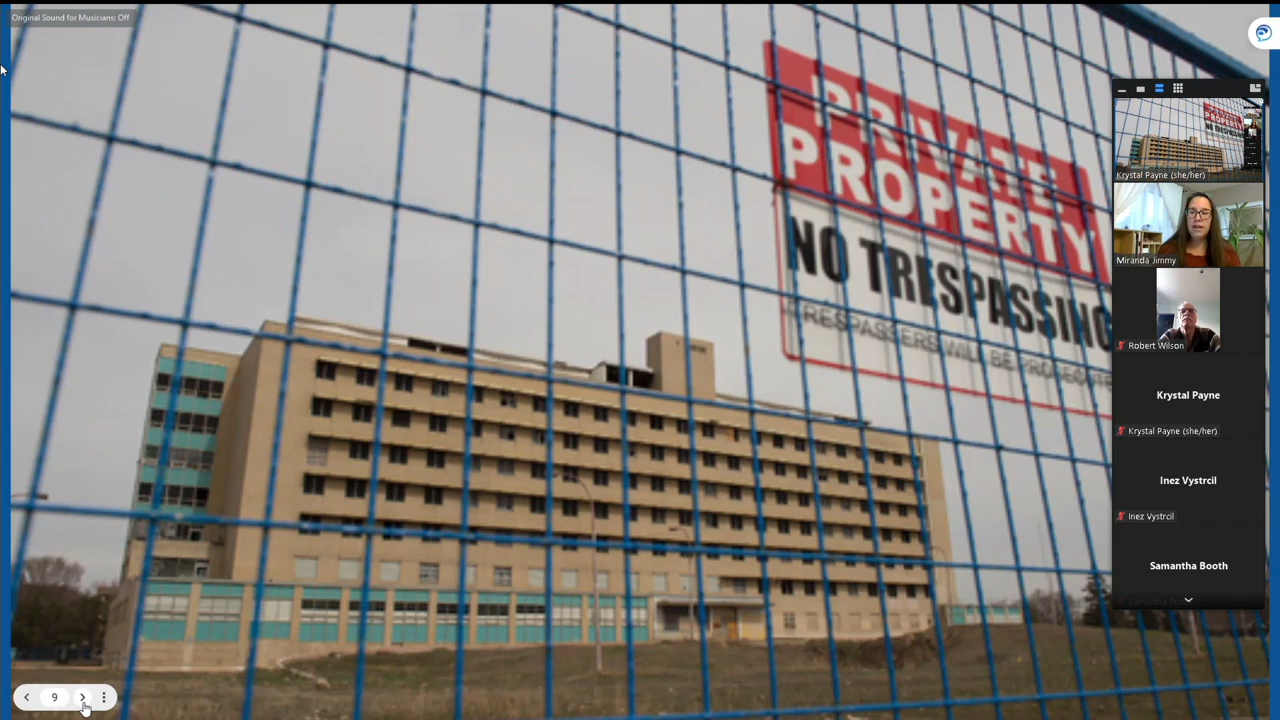 Original Sound for Musicians: Off
PRIVATE
PROPERTY
NO TRESPASSING
TRESPASSERS WILL BE PROSECUTE
Krystal Payne (she/her)
Miranda Jimmy
Robert Wilson
Krystal Payne
Krystal Payne (she/her)
Inez Vystrcil
Inez Vystrcil
Samantha Booth
9